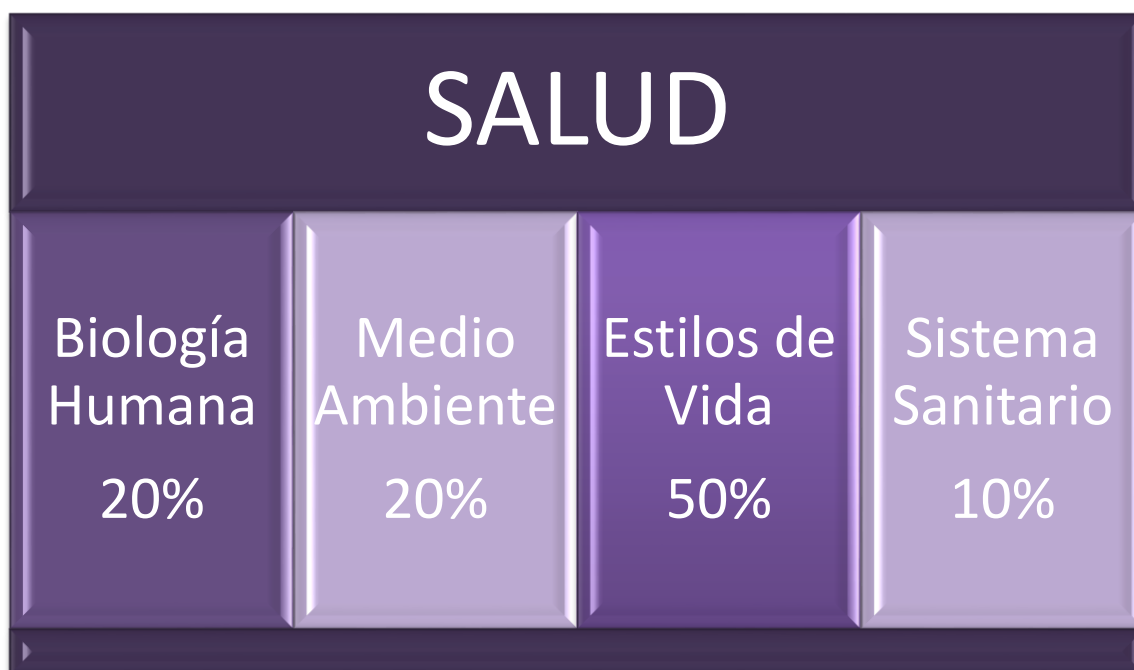 SALUD
Biología
Humana
20%
Medio
Ambiente
20%
Estilos de
Vida
50%
Sistema
Sanitario
10%